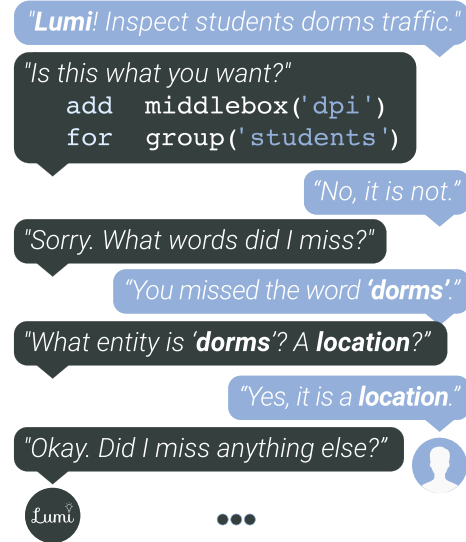 "Lumi! Inspect students dorms traffic."
"Is this what you want?"
add middlebox('dpi')
for group('students')
“No, it is not.”
"Sorry. What words did I miss?"
“You missed the word ‘dorms’.”
"What entity is ‘dorms’? A location?”
“Yes, it is a location.”
"Okay. Did I miss anything else?”
Lumi
•••